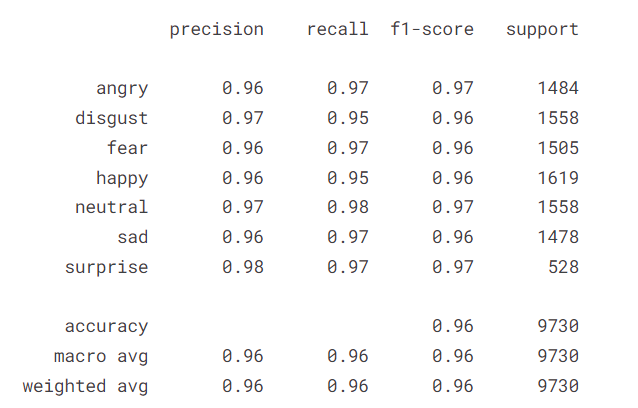 precision recall f1-score support
angry 0.96 0.97 0.97 1484
disgust 0.97 0.95 0.96 1558
fear 0.96 0.97 0.96 1505
happy 0.96 0.95 0.96 1619
neutral 0.97 0.98 0.97 1558
sad 0.96 0.97 0.96 1478
surprise 0.98 0.97 0.97 528
accuracy 0.96 9730
macro avg 0.96 0.96 0.96 9730
weighted avg 0.96 0.96 0.96 9730